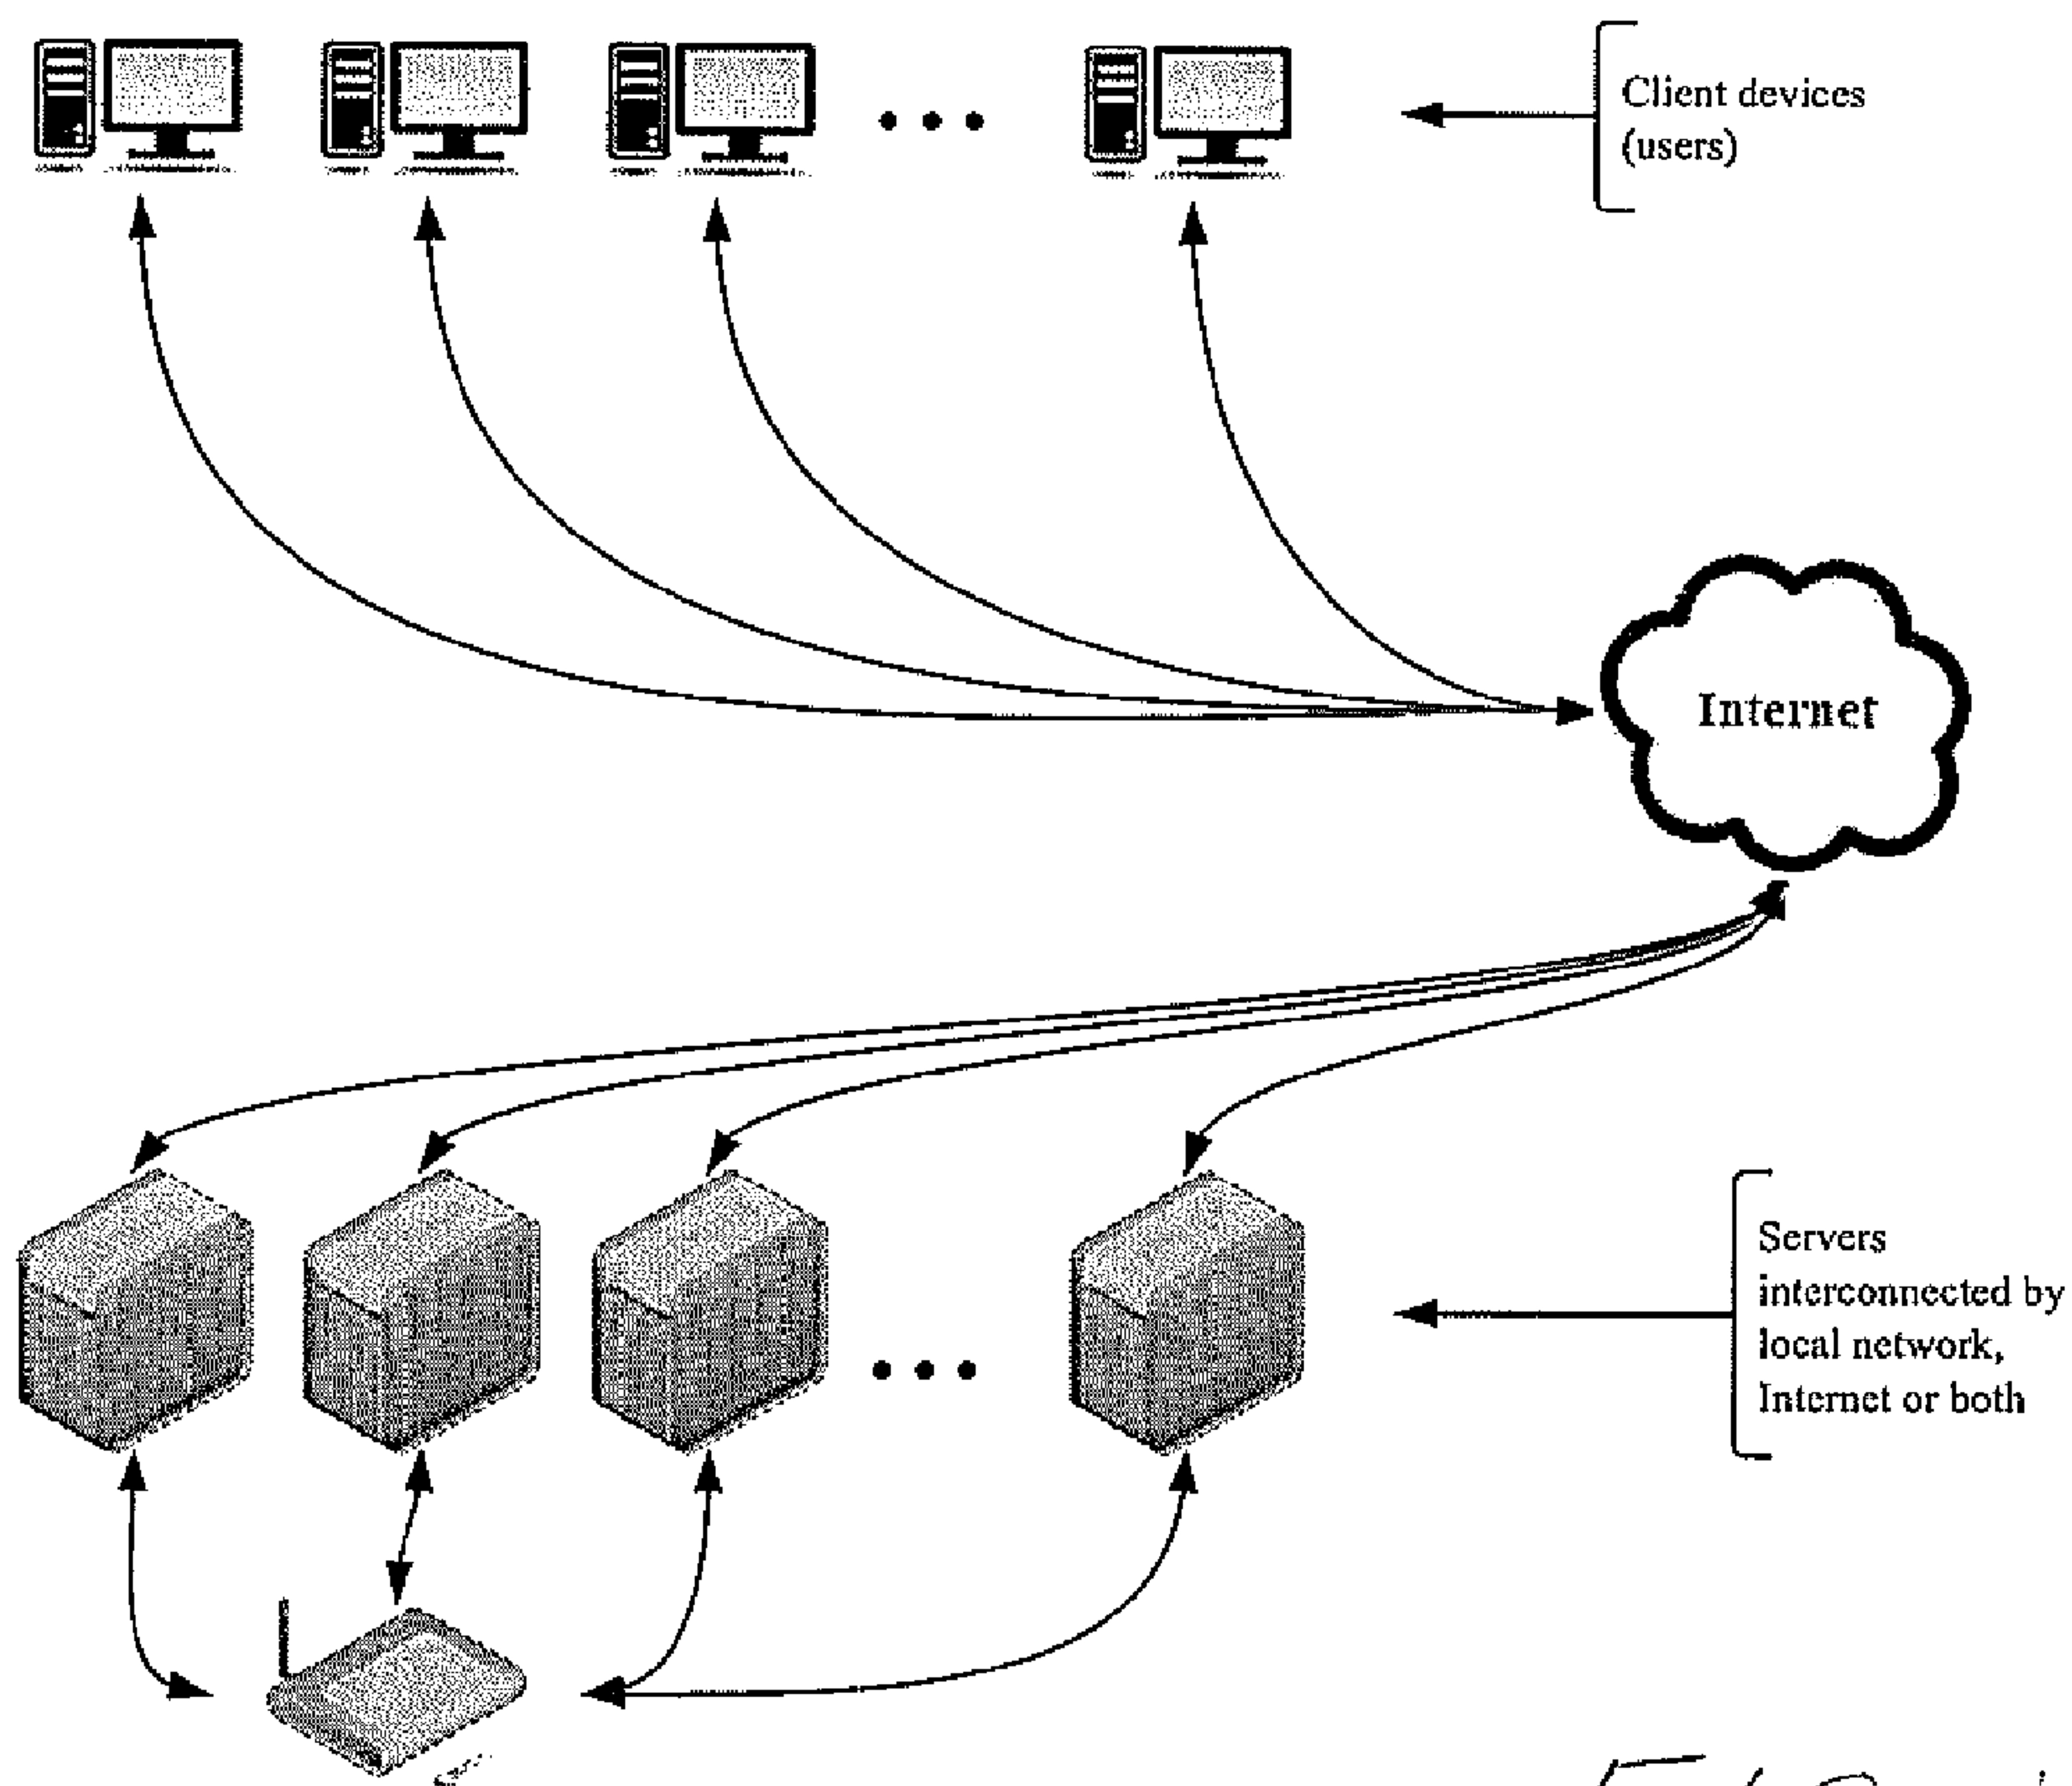 Client devices
(users)
Internet
Servers
interconnected by
local network,
Internet or both